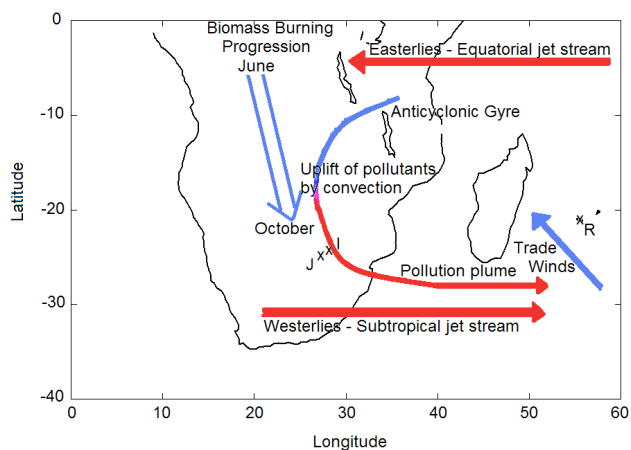 0
Biomass Burning
Progression
June
Easterlies - Equatorial jet stream
-10
Anticyclonic Gyre
Uplift of pollutants
by convection
Latitude
-20
October
R
J
I
Trade
Winds
Pollution plume
-30
Westerlies - Subtropical jet stream
-40
0
10
20
30
40
50
60
Longitude